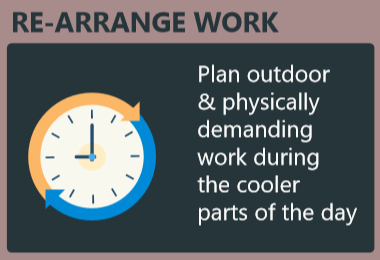 RE-ARRANGE WORK
Plan outdoor
& physically
demanding
work during
the cooler
parts of the day